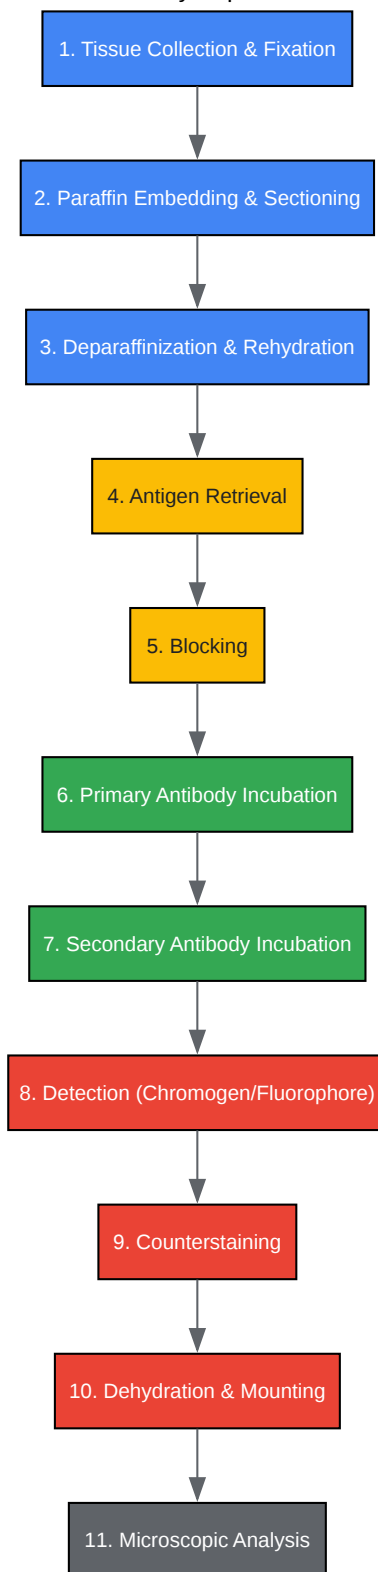 1. Tissue Collection & Fixation
2. Paraffin Embedding & Sectioning
3. Deparaffinization & Rehydration
4. Antigen Retrieval
5. Blocking
6. Primary Antibody Incubation
7. Secondary Antibody Incubation
8. Detection (Chromogen/Fluorophore)
9. Counterstaining
10. Dehydration & Mounting
11. Microscopic Analysis